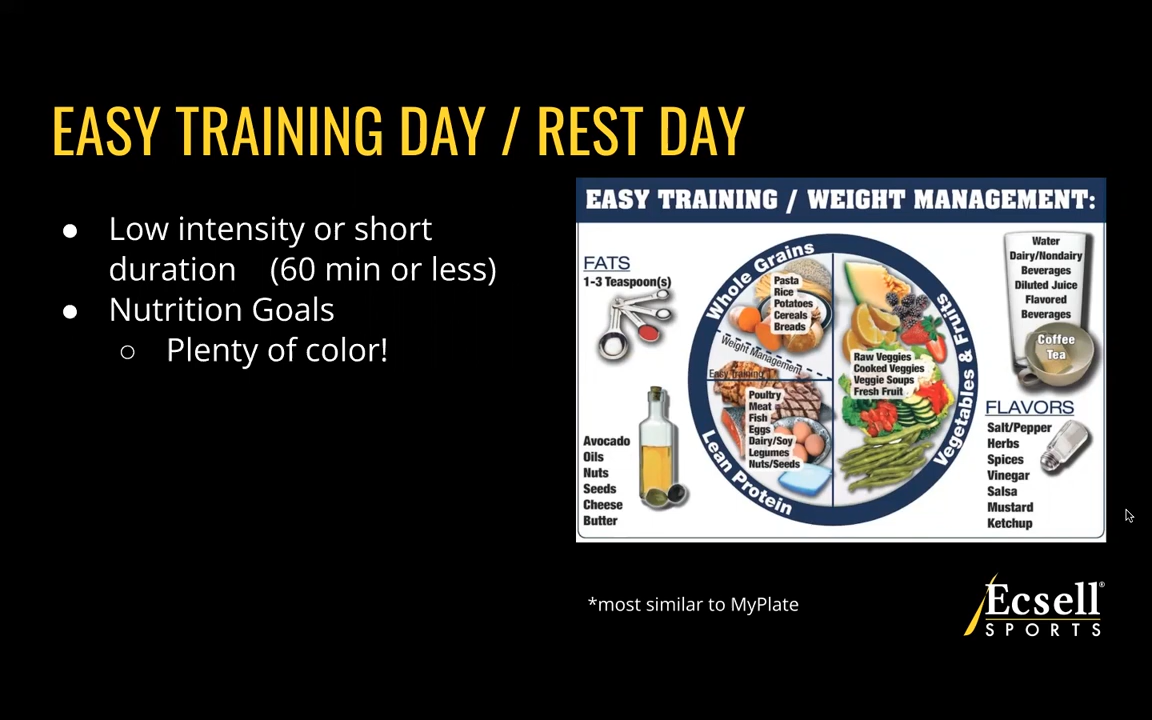 EASY TRAINING DAY / REST DAY
● Low intensity or short
duration (60 min or less)
● Nutrition Goals
○ Plenty of color!
EASY TRAINING / WEIGHT MANAGEMENT:
FATS
1-3 Teaspoon(s)
Avocado
Oils
Nuts
Seeds
Cheese
Butter
Whole Grains
Pasta
Rice
Potatoes
Cereals
Breads
Weight Management
Easy Training
Poultry
Meat
Fish
Eggs
Dairy/Soy
Legumes
Nuts/Seeds
Lean Protein
Raw Veggies
Cooked Veggies
Veggie Soups
Fresh Fruit
Vegetables & Fruits
Water
Dairy/Nondairy
Beverages
Diluted Juice
Flavored
Beverages
Coffee
Tea
FLAVORS
Salt/Pepper
Herbs
Spices
Vinegar
Salsa
Mustard
Ketchup
*most similar to MyPlate
Ecsell®
SPORTS